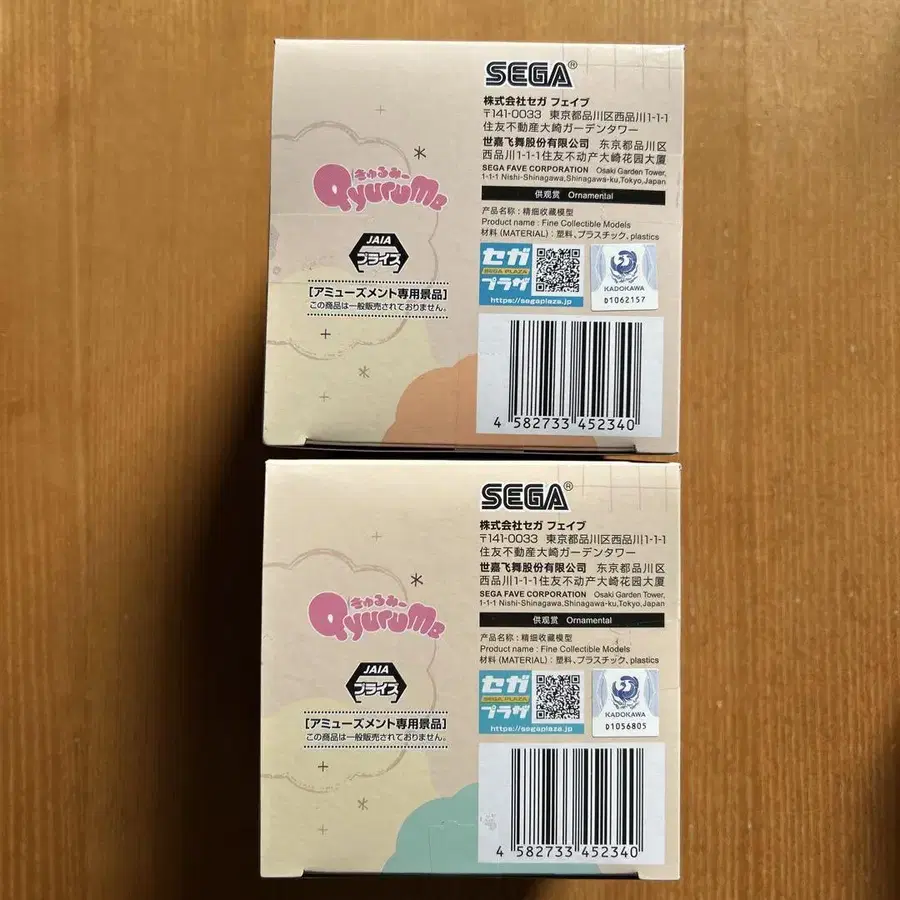 SEGA®
株式会社セガ フェイブ
〒141-0033 東京都品川区西品川1-1-1
住友不動産大崎ガーデンタワー
世嘉飞舞股份有限公司 东京都品川区
西品川1-1-1住友不动产大崎花园大厦
SEGA FAVE CORPORATION Osaki Garden Tower,
1-1-1 Nishi-Shinagawa,Shinagawa-ku,Tokyo,Japan
供观赏 Ornamental
产品名称：精细收藏模型
Product name : Fine Collectible Models
材料 (MATERIAL) : 塑料、プラスチック、plastics
きゅるみー
QyuruMe
JAIA
プライズ
[アミューズメント専用景品]
この商品は一般販売されておりません。
セガ
SEGA PLAZA
プラザ
https://segaplaza.jp
KADOKAWA
D1062157
4 582733 452340
SEGA®
株式会社セガ フェイブ
〒141-0033 東京都品川区西品川1-1-1
住友不動産大崎ガーデンタワー
世嘉飞舞股份有限公司 东京都品川区
西品川1-1-1住友不动产大崎花园大厦
SEGA FAVE CORPORATION Osaki Garden Tower,
1-1-1 Nishi-Shinagawa,Shinagawa-ku,Tokyo,Japan
供观赏 Ornamental
产品名称：精细收藏模型
Product name : Fine Collectible Models
材料 (MATERIAL) : 塑料、プラスチック、plastics
きゅるみー
QyuruMe
JAIA
プライズ
[アミューズメント専用景品]
この商品は一般販売されておりません。
セガ
SEGA PLAZA
プラザ
https://segaplaza.jp
KADOKAWA
D1056805
4 582733 452340